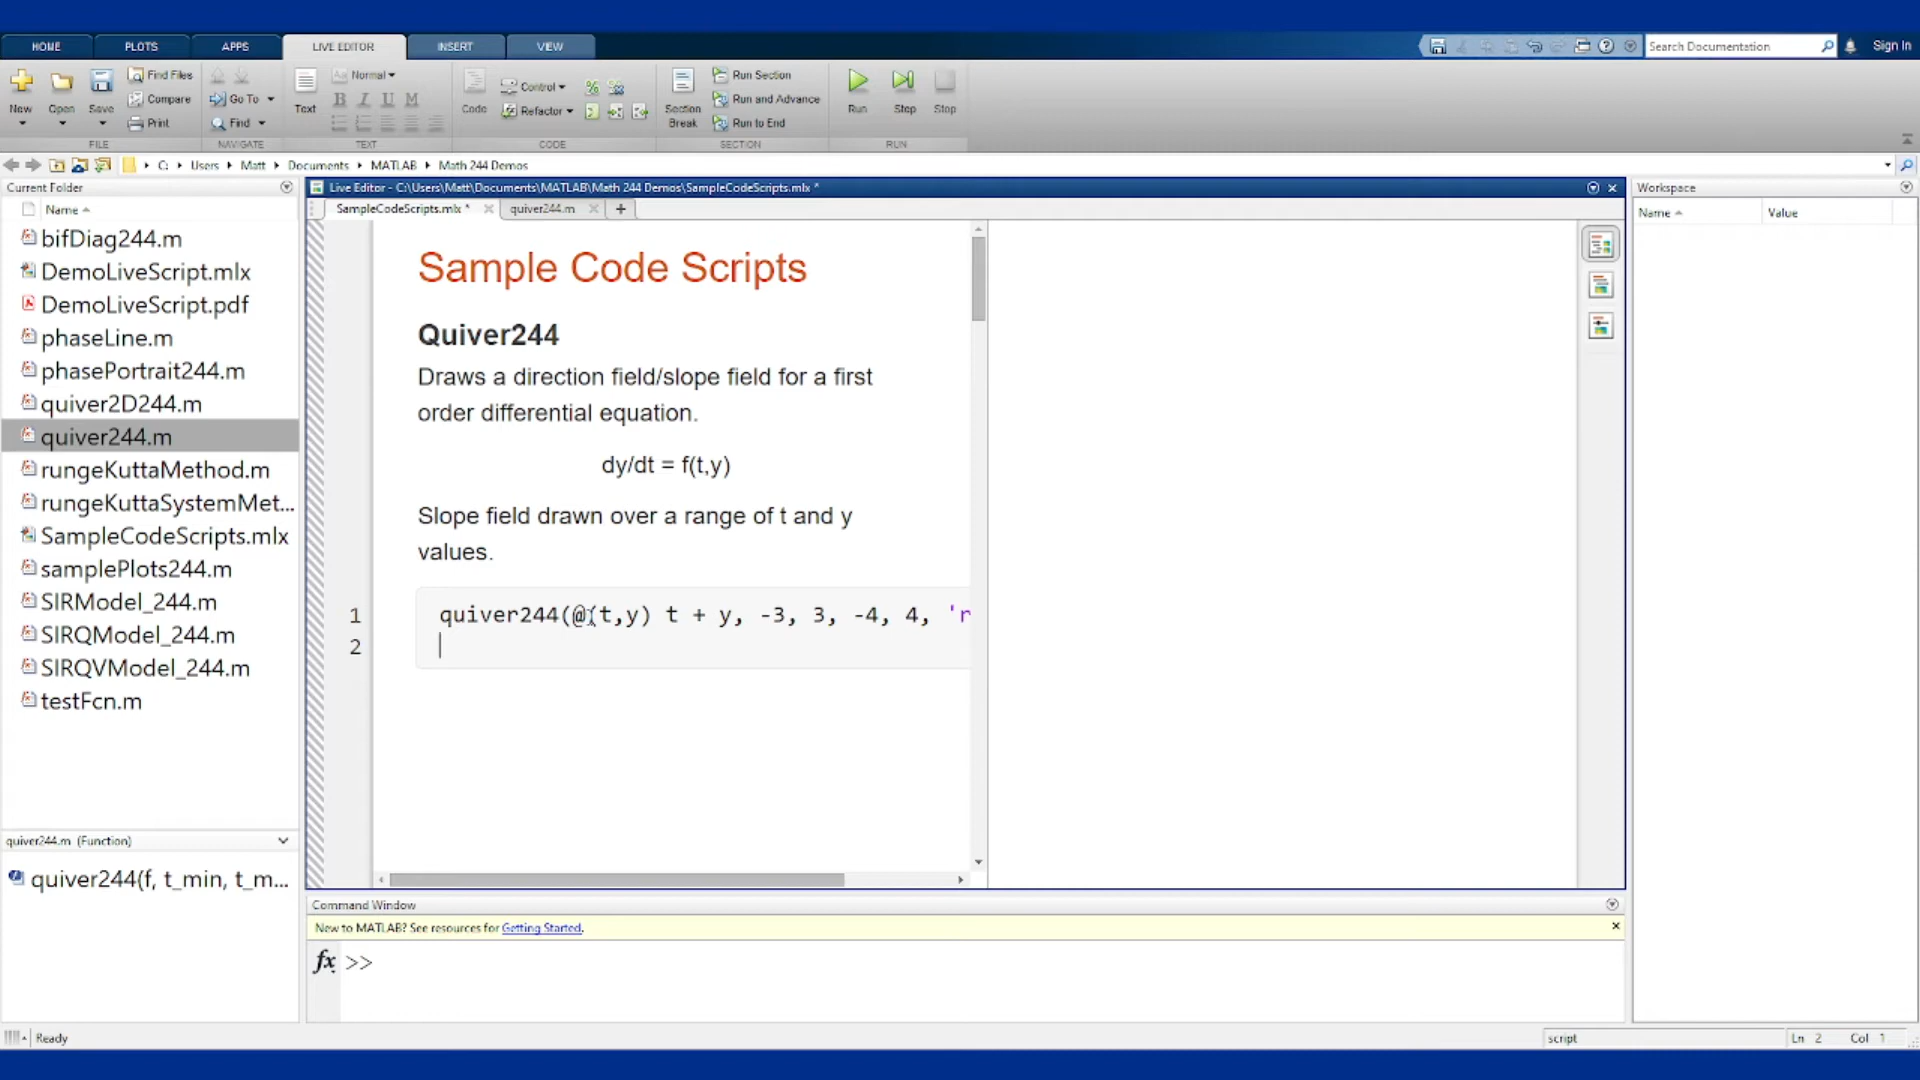 HOME PLOTS APPS LIVE EDITOR INSERT VIEW Search Documentation Sign In
New Open Save Find Files Compare Print Go To Find
FILE NAVIGATE
Text Normal B I U M
TEXT
Code Control Refactor
CODE
Section Break Run Section Run and Advance Run to End
SECTION
Run Step Stop
RUN
C: Users Matt Documents MATLAB Math 244 Demos
Current Folder
Name
bifDiag244.m
DemoLiveScript.mlx
DemoLiveScript.pdf
phaseLine.m
phasePortrait244.m
quiver2D244.m
quiver244.m
rungeKuttaMethod.m
rungeKuttaSystemMet...
SampleCodeScripts.mlx
samplePlots244.m
SIRModel_244.m
SIRQModel_244.m
SIRQVModel_244.m
testFcn.m
quiver244.m (Function)
quiver244(f, t_min, t_m...
Live Editor - C:\Users\Matt\Documents\MATLAB\Math 244 Demos\SampleCodeScripts.mlx *
SampleCodeScripts.mlx * quiver244.m +
Sample Code Scripts
Quiver244
Draws a direction field/slope field for a first
order differential equation.
dy/dt = f(t,y)
Slope field drawn over a range of t and y
values.
1 quiver244(@(t,y) t + y, -3, 3, -4, 4, 'r
2
Command Window
New to MATLAB? See resources for Getting Started.
fx >>
Workspace
Name Value
Ready script Ln 2 Col 1